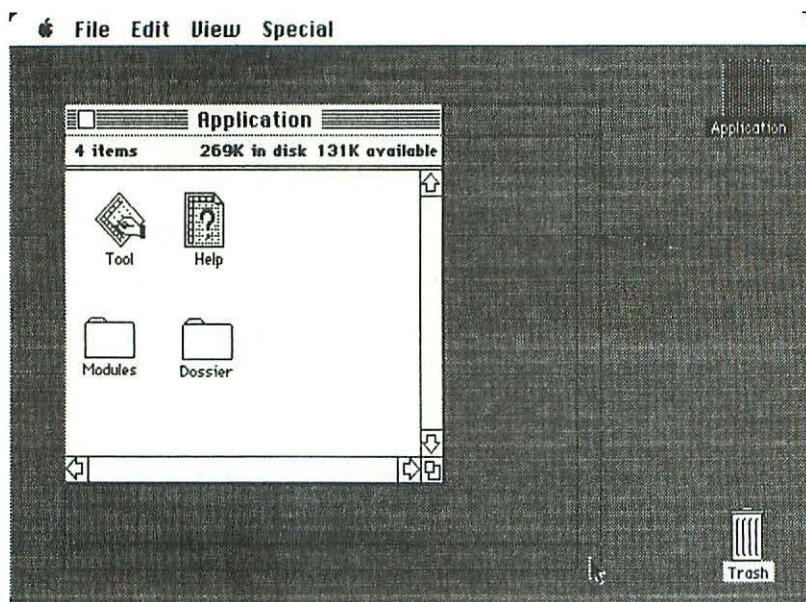 File Edit View Special
Application
4 items 269K in disk 131K available
Tool Help
Modules Dossier
Application
Trash